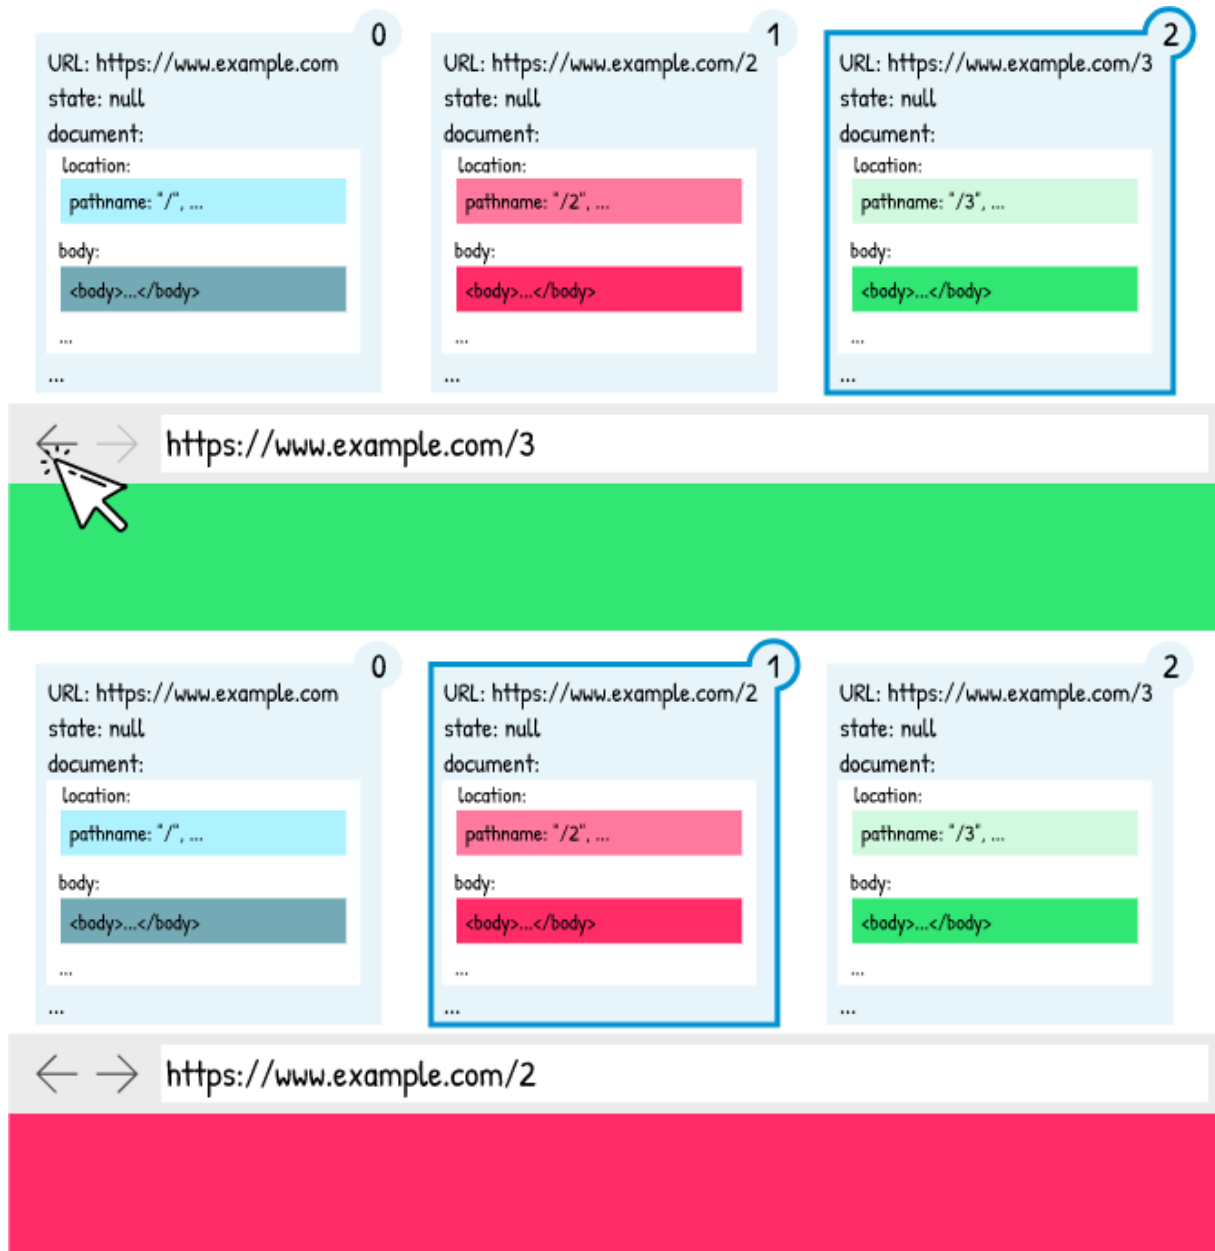 0
URL: https://www.example.com
state: null
document:
location:
pathname: "/", ...
body:
<body>...</body>
...
...
1
URL: https://www.example.com/2
state: null
document:
location:
pathname: "/2", ...
body:
<body>...</body>
...
...
2
URL: https://www.example.com/3
state: null
document:
location:
pathname: "/3", ...
body:
<body>...</body>
...
...
https://www.example.com/3
0
URL: https://www.example.com
state: null
document:
location:
pathname: "/", ...
body:
<body>...</body>
...
...
1
URL: https://www.example.com/2
state: null
document:
location:
pathname: "/2", ...
body:
<body>...</body>
...
...
2
URL: https://www.example.com/3
state: null
document:
location:
pathname: "/3", ...
body:
<body>...</body>
...
...
https://www.example.com/2